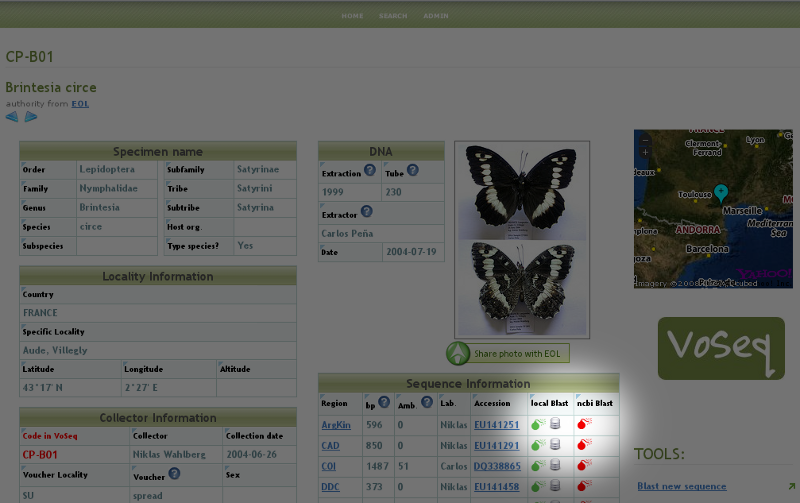 HOME SEARCH ADMIN
CP-B01
Brintesia circe
authority from EOL
Specimen name
Order Lepidoptera Subfamily Satyrinae
Family Nymphalidae Tribe Satyrini
Genus Brintesia Subtribe Satyrina
Species circe Host org.
Subspecies Type species? Yes
Locality Information
Country
FRANCE
Specific Locality
Aude, Villegly
Latitude Longitude Altitude
43°17' N 2°27' E
Collector Information
Code in VoSeq Collector Collection date
CP-B01 Niklas Wahlberg 2004-06-26
Voucher Locality Voucher ? Sex
SU spread
DNA
Extraction ? Tube ?
1999 230
Extractor ?
Carlos Peña
Date 2004-07-19
Share photo with EOL
Sequence Information
Region bp ? Amb. ? Lab. Accession local Blast ncbi Blast
ArgKin 596 0 Niklas EU141251
CAD 850 0 Niklas EU141291
COI 1487 51 Carlos DQ338865
DDC 373 0 Niklas EU141458
Clermont-
Ferrand
Lyon
Toulouse
Marseille
ANDORRA
Mediterran
Sea
Barcelona
YAHOO!
VoSeq
TOOLS:
Blast new sequence